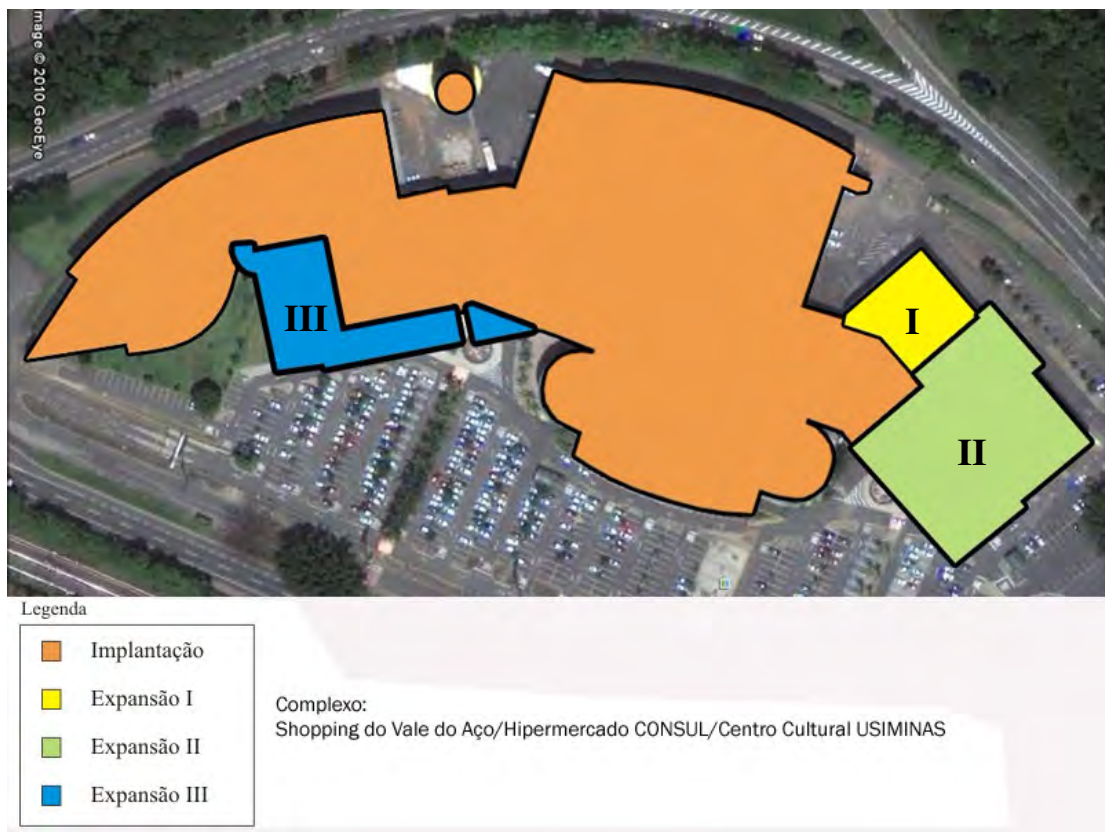 mage © 2010 GeoEye
III
I
II
Legenda
Implantação
Expansão I
Expansão II
Expansão III
Complexo:
Shopping do Vale do Aço/Hipermercado CONSUL/Centro Cultural USIMINAS